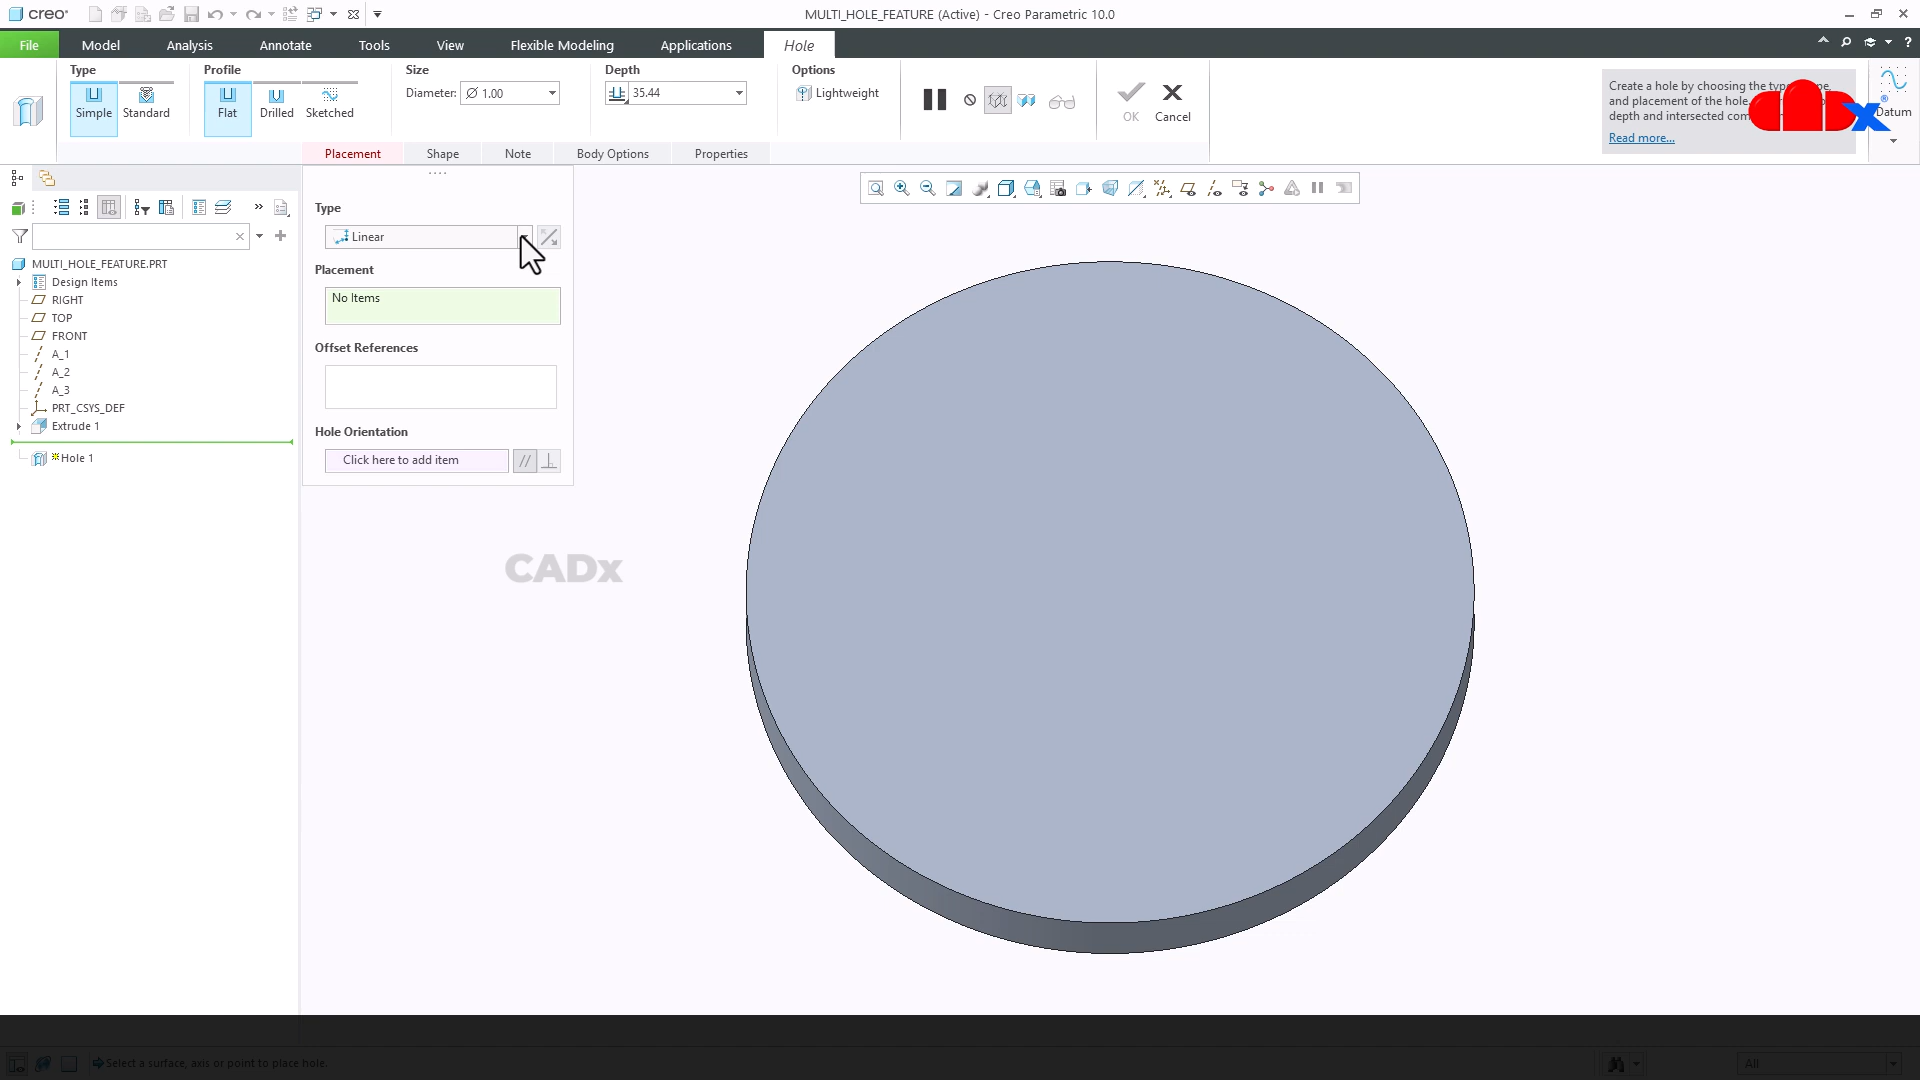 creo®
MULTI_HOLE_FEATURE (Active) - Creo Parametric 10.0
File Model Analysis Annotate Tools View Flexible Modeling Applications Hole
Type Profile Size Depth Options
Simple Standard Flat Drilled Sketched
Diameter: Ø 1.00 35.44 Lightweight
OK Cancel
Create a hole by choosing the
and placement of the hole.
depth and intersected
Read more...
Datum
Placement Shape Note Body Options Properties
Type
Linear
Placement
No Items
Offset References
Hole Orientation
Click here to add item
MULTI_HOLE_FEATURE.PRT
Design Items
RIGHT
TOP
FRONT
A_1
A_2
A_3
PRT_CSYS_DEF
Extrude 1
Hole 1
CADx
Select a surface, axis or point to place hole.
All